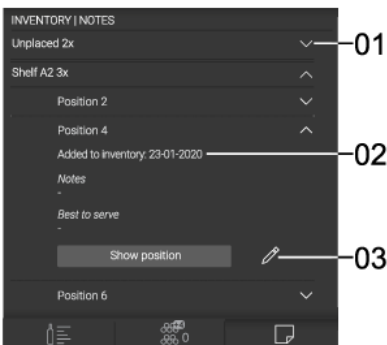 INVENTORY | NOTES
Unplaced 2x
01
Shelf A2 3x
Position 2
Position 4
Added to inventory: 23-01-2020
02
Notes
-
Best to serve
-
Show position
03
Position 6
0